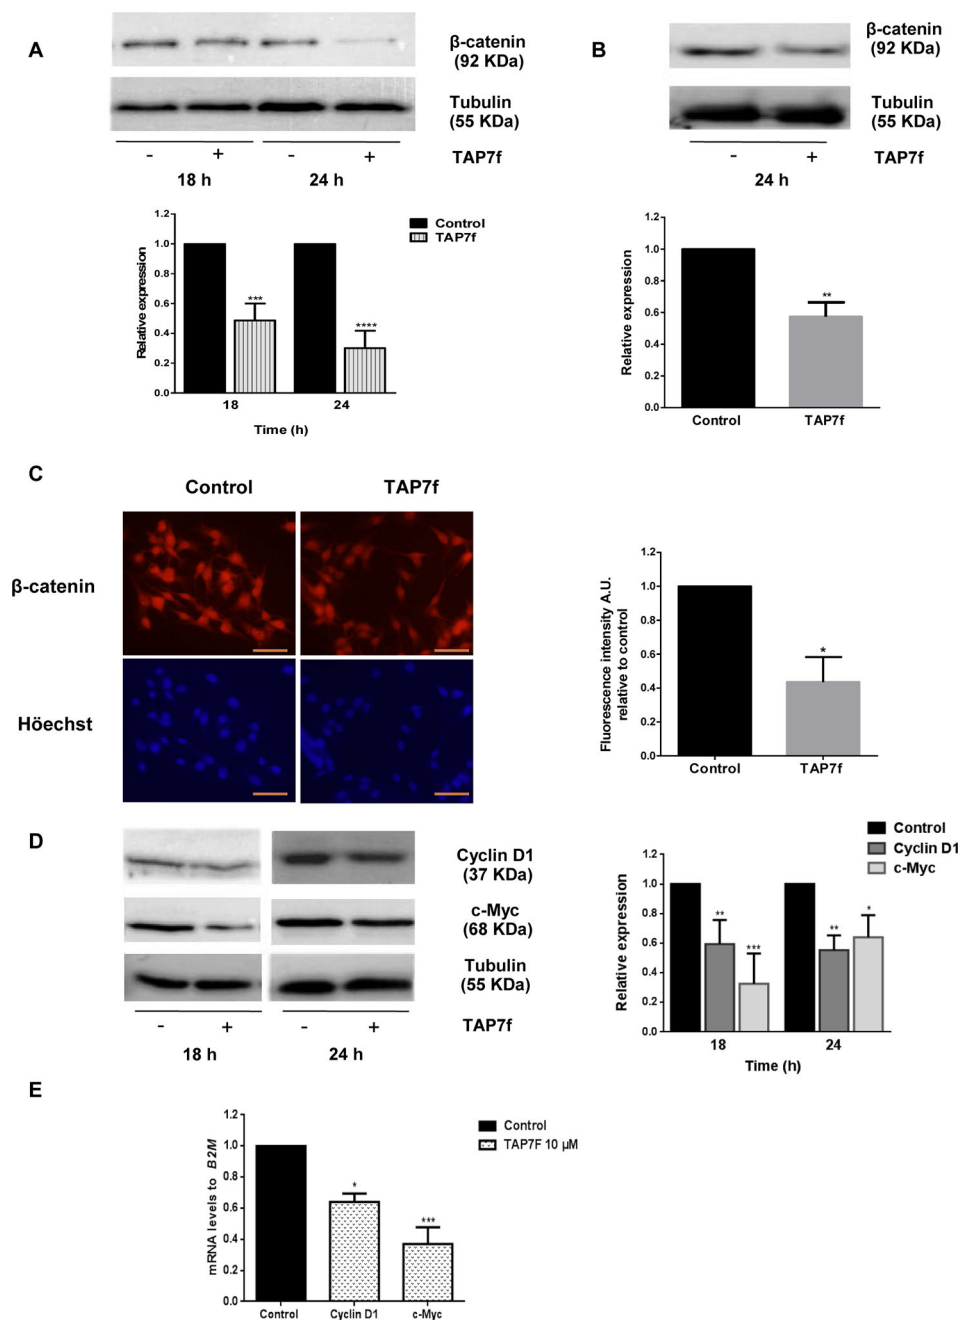 A
β-catenin
(92 KDa)
Tubulin
(55 KDa)
- + - +
TAP7f
18 h 24 h
1.2
1.0
0.8
0.6
0.4
0.2
0.0
Relative expression
*** ****
18 24
Time (h)
Control
TAP7f
B
β-catenin
(92 KDa)
Tubulin
(55 KDa)
- +
TAP7f
24 h
1.2
1.0
0.8
0.6
0.4
0.2
0.0
Relative expression
**
Control TAP7f
C
Control TAP7f
β-catenin
Höechst
1.2
1.0
0.8
0.6
0.4
0.2
0.0
Fluorescence intensity A.U.
relative to control
*
Control TAP7f
D
Cyclin D1
(37 KDa)
c-Myc
(68 KDa)
Tubulin
(55 KDa)
- + - +
TAP7f
18 h 24 h
Control
Cyclin D1
c-Myc
1.2
1.0
0.8
0.6
0.4
0.2
0.0
Relative expression
** *** ** *
18 24
Time (h)
E
1.2
1.0
0.8
0.6
0.4
0.2
0.0
mRNA levels to B2M
* ***
Control Cyclin D1 c-Myc
Control
TAP7F 10 µM